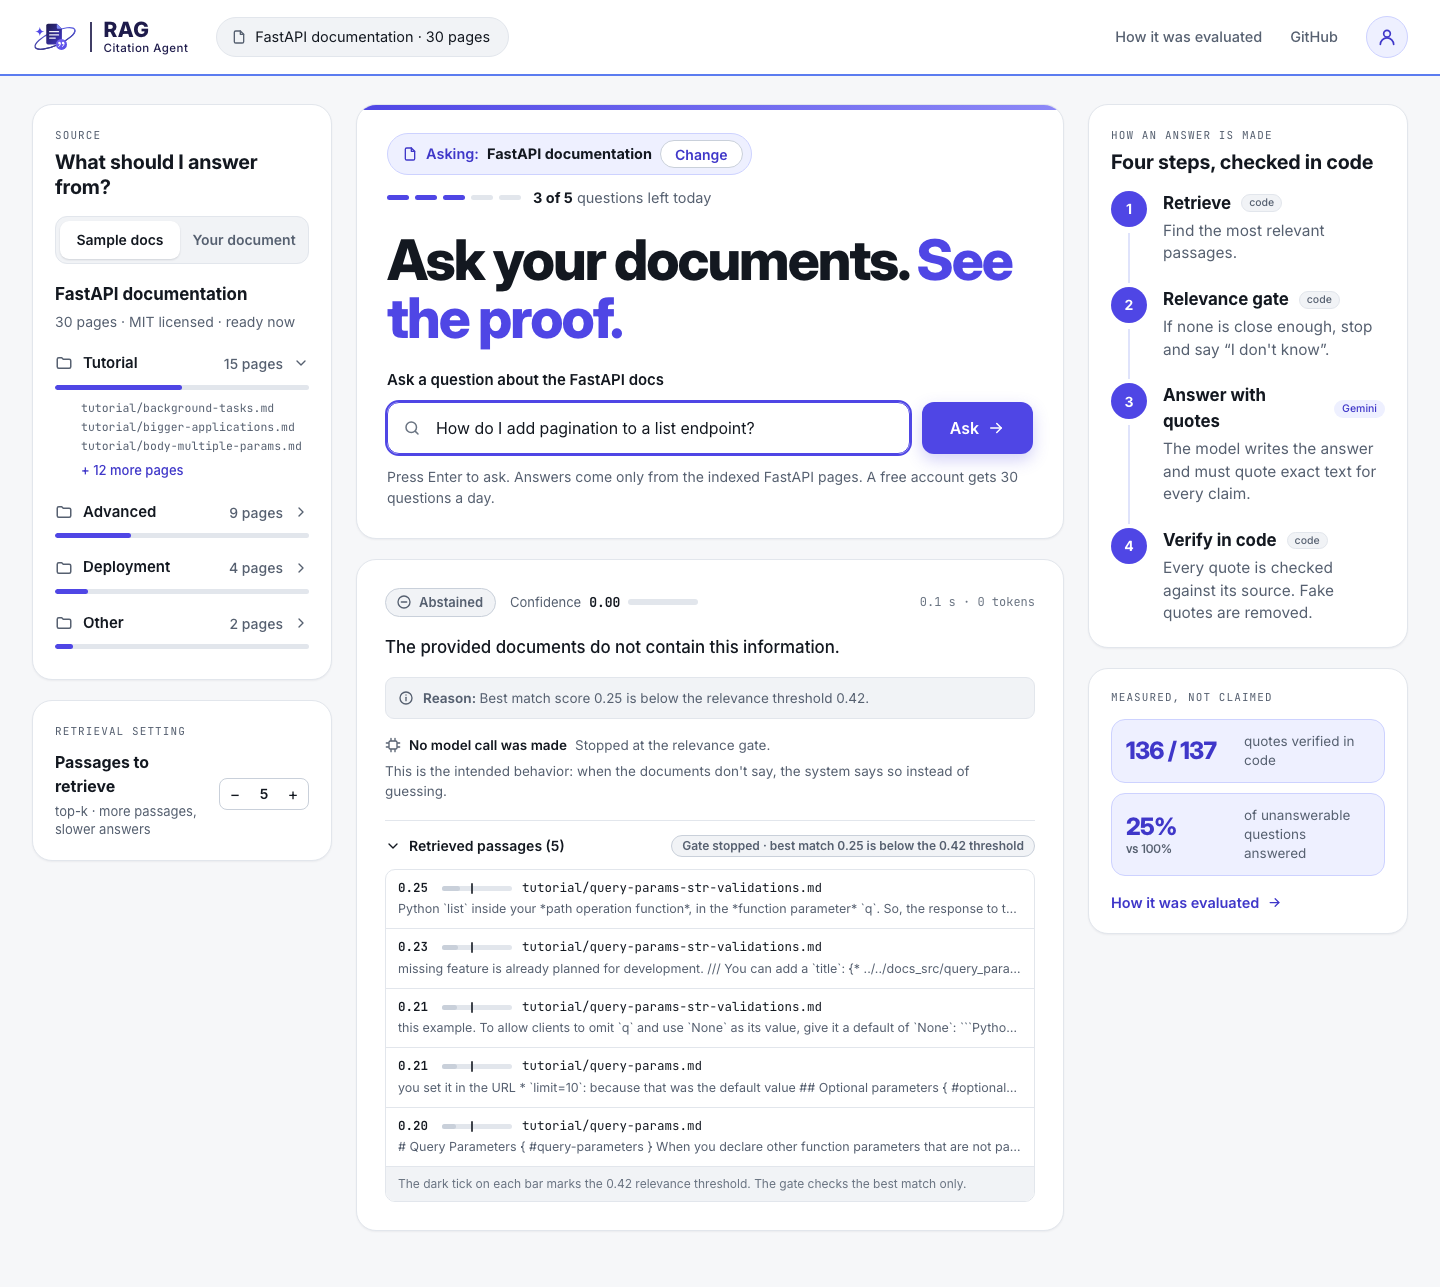 RAG
Citation Agent
FastAPI documentation · 30 pages
How it was evaluated
GitHub
SOURCE
What should I answer
from?
Sample docs
Your document
FastAPI documentation
30 pages · MIT licensed · ready now
Tutorial
15 pages
tutorial/background-tasks.md
tutorial/bigger-applications.md
tutorial/body-multiple-params.md
+ 12 more pages
Advanced
9 pages
Deployment
4 pages
Other
2 pages
RETRIEVAL SETTING
Passages to
retrieve
top-k · more passages,
slower answers
− 5 +
Asking: FastAPI documentation Change
3 of 5 questions left today
Ask your documents. See
the proof.
Ask a question about the FastAPI docs
How do I add pagination to a list endpoint?
Ask →
Press Enter to ask. Answers come only from the indexed FastAPI pages. A free account gets 30
questions a day.
Abstained
Confidence 0.00
0.1 s · 0 tokens
The provided documents do not contain this information.
Reason: Best match score 0.25 is below the relevance threshold 0.42.
No model call was made Stopped at the relevance gate.
This is the intended behavior: when the documents don't say, the system says so instead of
guessing.
Retrieved passages (5)
Gate stopped · best match 0.25 is below the 0.42 threshold
0.25 tutorial/query-params-str-validations.md
Python `list` inside your *path operation function*, in the *function parameter* `q`. So, the response to t...
0.23 tutorial/query-params-str-validations.md
missing feature is already planned for development. /// You can add a `title`: {* ../../docs_src/query_para...
0.21 tutorial/query-params-str-validations.md
this example. To allow clients to omit `q` and use `None` as its value, give it a default of `None`: ```Pytho...
0.21 tutorial/query-params.md
you set it in the URL * `limit=10`: because that was the default value ## Optional parameters { #optional...
0.20 tutorial/query-params.md
# Query Parameters { #query-parameters } When you declare other function parameters that are not pa...
The dark tick on each bar marks the 0.42 relevance threshold. The gate checks the best match only.
HOW AN ANSWER IS MADE
Four steps, checked in code
1
Retrieve code
Find the most relevant
passages.
2
Relevance gate code
If none is close enough, stop
and say “I don't know”.
3
Answer with
quotes
Gemini
The model writes the answer
and must quote exact text for
every claim.
4
Verify in code code
Every quote is checked
against its source. Fake
quotes are removed.
MEASURED, NOT CLAIMED
136 / 137
quotes verified in
code
25%
vs 100%
of unanswerable
questions
answered
How it was evaluated →